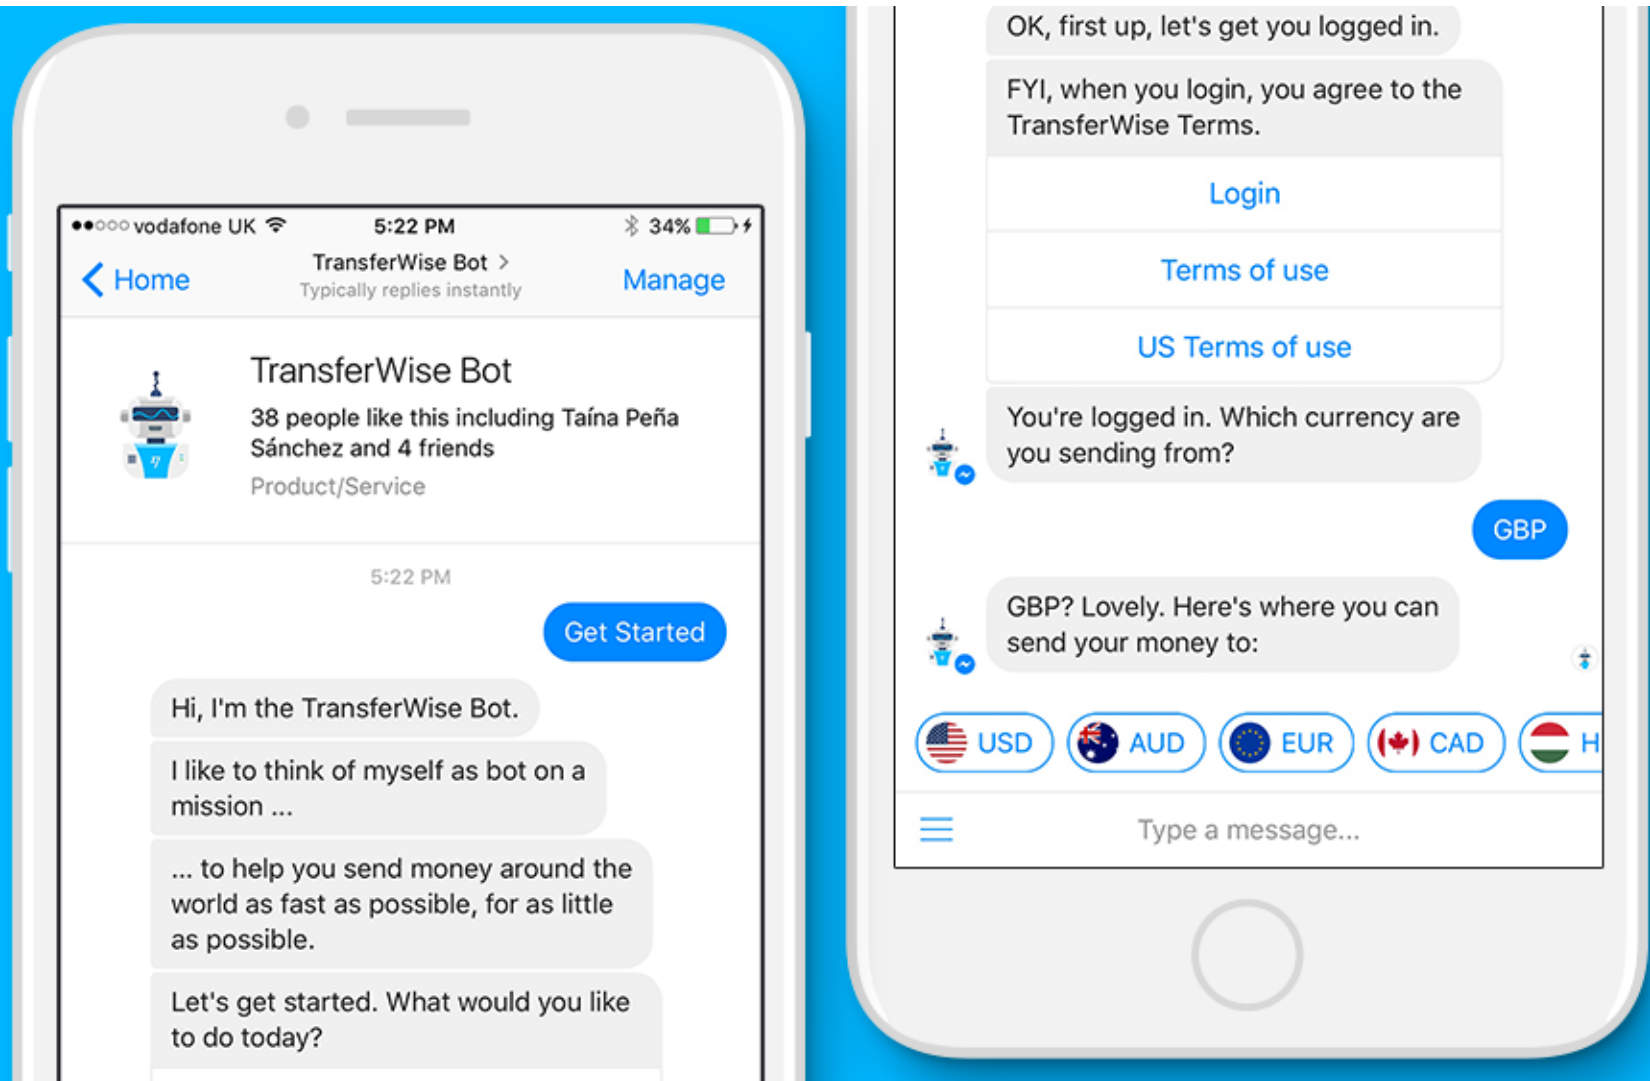 vodafone UK
5:22 PM
34%
Home
TransferWise Bot >
Typically replies instantly
Manage
TransferWise Bot
38 people like this including Taína Peña
Sánchez and 4 friends
Product/Service
5:22 PM
Get Started
Hi, I'm the TransferWise Bot.
I like to think of myself as bot on a
mission ...
... to help you send money around the
world as fast as possible, for as little
as possible.
Let's get started. What would you like
to do today?
OK, first up, let's get you logged in.
FYI, when you login, you agree to the
TransferWise Terms.
Login
Terms of use
US Terms of use
You're logged in. Which currency are
you sending from?
GBP
GBP? Lovely. Here's where you can
send your money to:
USD
AUD
EUR
CAD
H
Type a message...